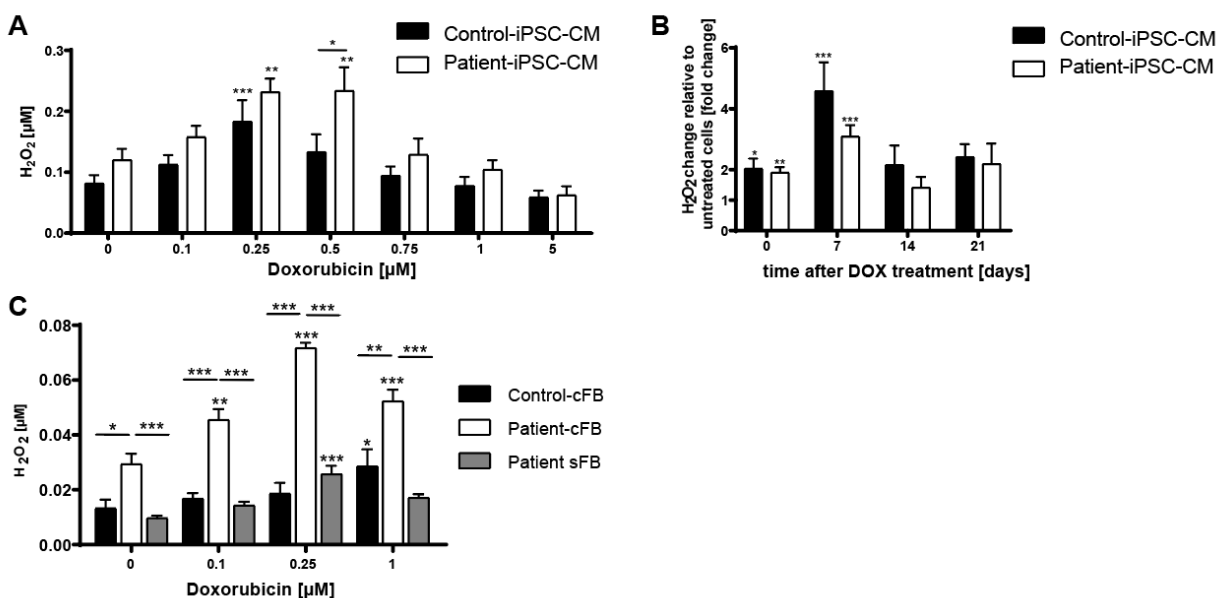 A
Control-iPSC-CM
Patient-iPSC-CM
H₂O₂ [µM]
0.3
0.2
0.1
0.0
***
**
*
**
0 0.1 0.25 0.5 0.75 1 5
Doxorubicin [µM]
B
Control-iPSC-CM
Patient-iPSC-CM
H₂O₂change relative to
untreated cells [fold change]
6
4
2
1
0
*
**
***
***
0 7 14 21
time after DOX treatment [days]
C
H₂O₂ [µM]
0.08
0.06
0.04
0.02
0.00
* ***
*** ***
**
*** ***
***
***
** ***
***
*
Control-cFB
Patient-cFB
Patient sFB
0 0.1 0.25 1
Doxorubicin [µM]